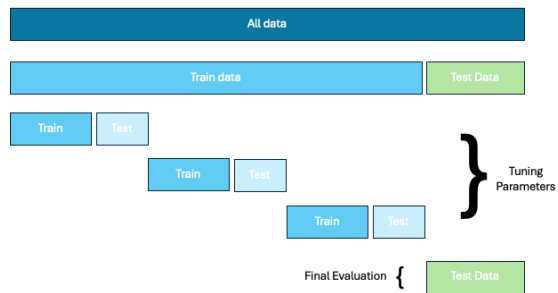 All data
Train data
Test Data
Train
Test
Train
Test
Train
Test
Tuning
Parameters
Final Evaluation
Test Data